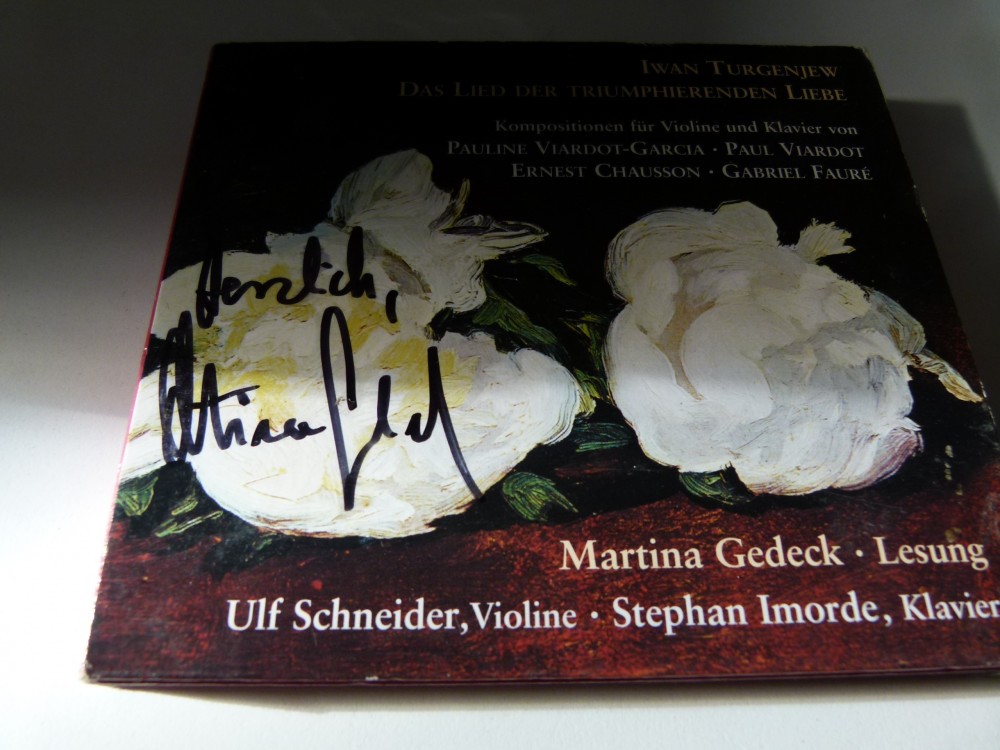 Iwan Turgenjew
Das Lied der triumphierenden Liebe
Kompositionen für Violine und Klavier von
Pauline Viardot-Garcia · Paul Viardot
Ernest Chausson · Gabriel Fauré
Herzlich,
Martina Gedeck · Lesung
Ulf Schneider, Violine · Stephan Imorde, Klavier